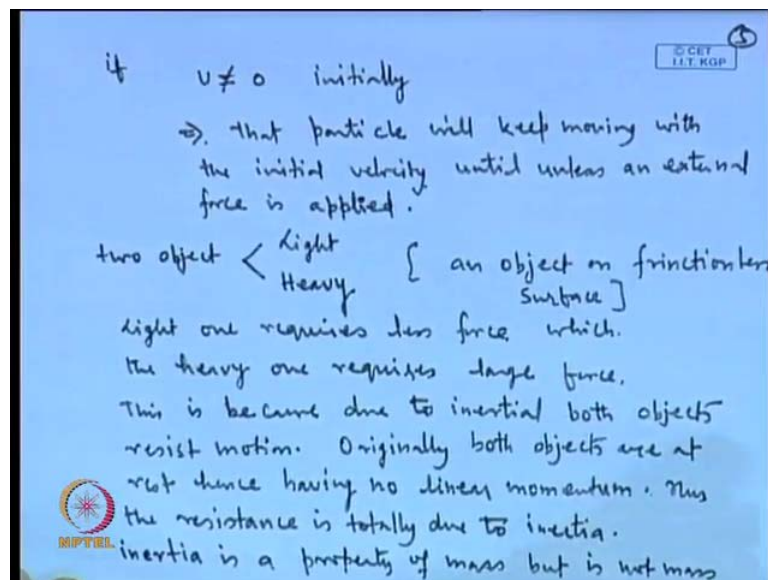 5
© CET
I.I.T. KGP
if U ≠ 0 initially
⇒. that particle will keep moving with
the initial velocity until unless an external
force is applied.
two object < Light { an object on frinctionless
Heavy Surface ]
Light one requires less force which.
the heavy one requires large force.
This is because due to inertial both objects
resist motion. Originally both objects are at
rest hence having no linear momentum. Thus
the resistance is totally due to inertia.
NPTEL
inertia is a property of mass but is not mass